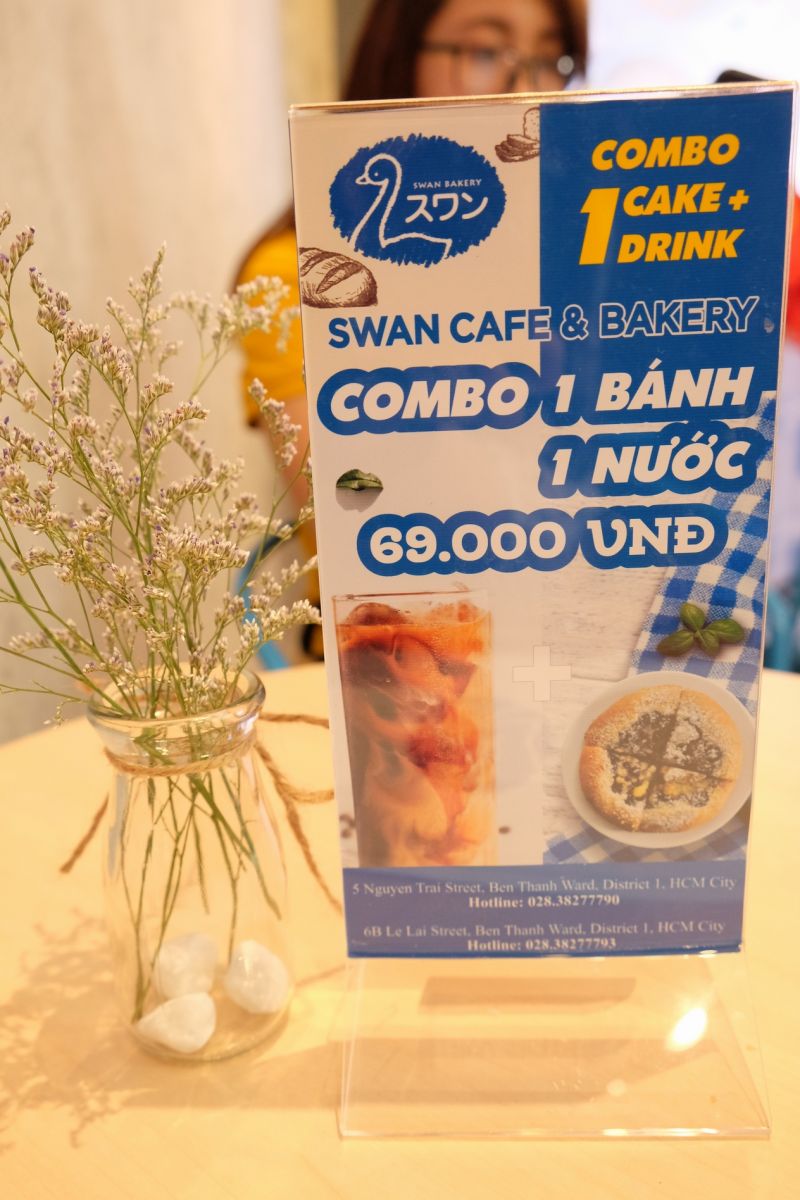 SWAN BAKERY
スワン
COMBO
1 CAKE +
DRINK
SWAN CAFE & BAKERY
COMBO 1 BÁNH
1 NƯỚC
69.000 VNĐ
5 Nguyen Trai Street, Ben Thanh Ward, District 1, HCM City
Hotline: 028.38277790
6B Le Lai Street, Ben Thanh Ward, District 1, HCM City
Hotline: 028.38277793